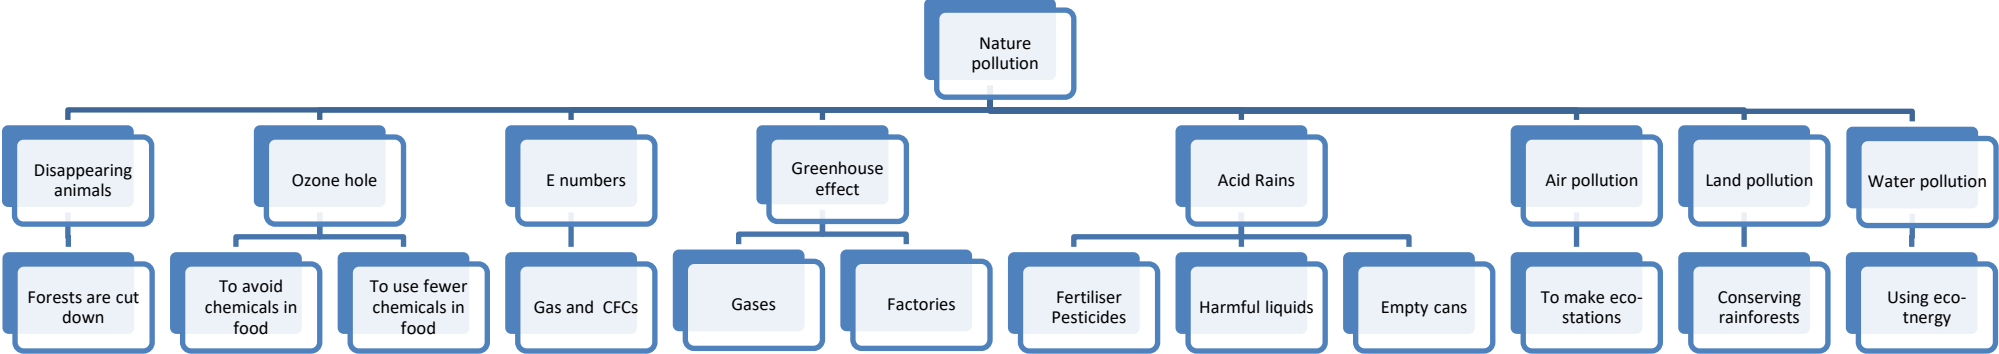 Nature
pollution
Disappearing
animals
Ozone hole
E numbers
Greenhouse
effect
Acid Rains
Air pollution
Land pollution
Water pollution
Forests are cut
down
To avoid
chemicals in
food
To use fewer
chemicals in
food
Gas and  CFCs
Gases
Factories
Fertiliser
Pesticides
Harmful liquids
Empty cans
To make eco-
stations
Conserving
rainforests
Using eco-
tnergy